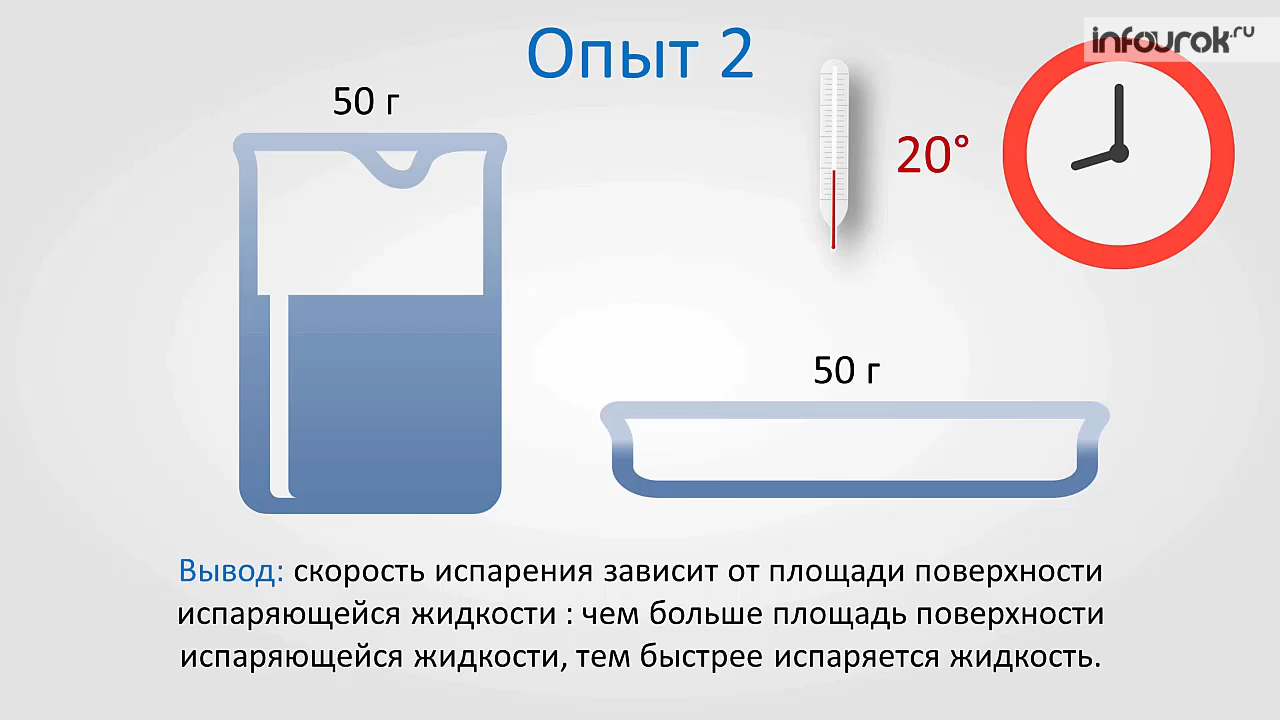 infourok.ru
Опыт 2
50 г
20°
50 г
Вывод: скорость испарения зависит от площади поверхности
испаряющейся жидкости : чем больше площадь поверхности
испаряющейся жидкости, тем быстрее испаряется жидкость.